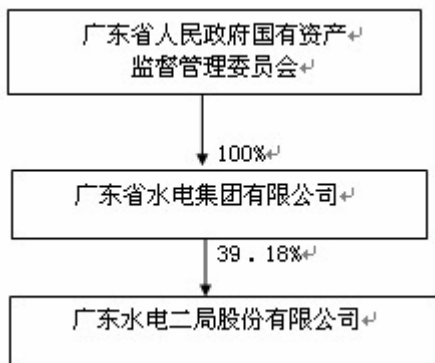 广东省人民政府国有资产
监督管理委员会
100%
广东省水电集团有限公司
39．18%
广东水电二局股份有限公司